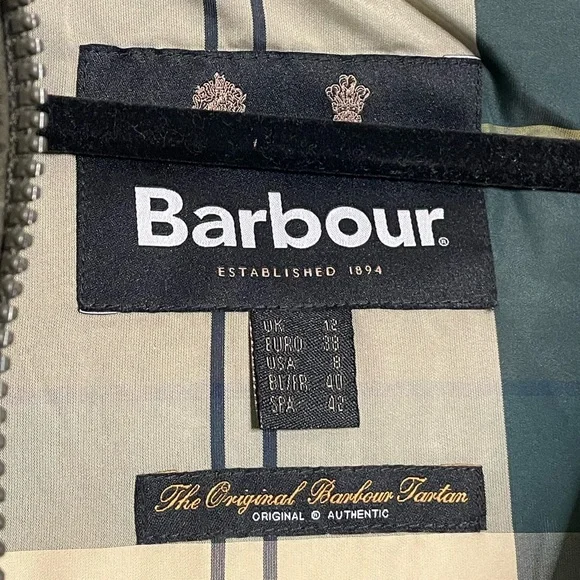 Barbour®
ESTABLISHED 1894
UK 12
EURO 38
USA 8
BL/FR 40
SPA 42
The Original Barbour Tartan
ORIGINAL ® AUTHENTIC